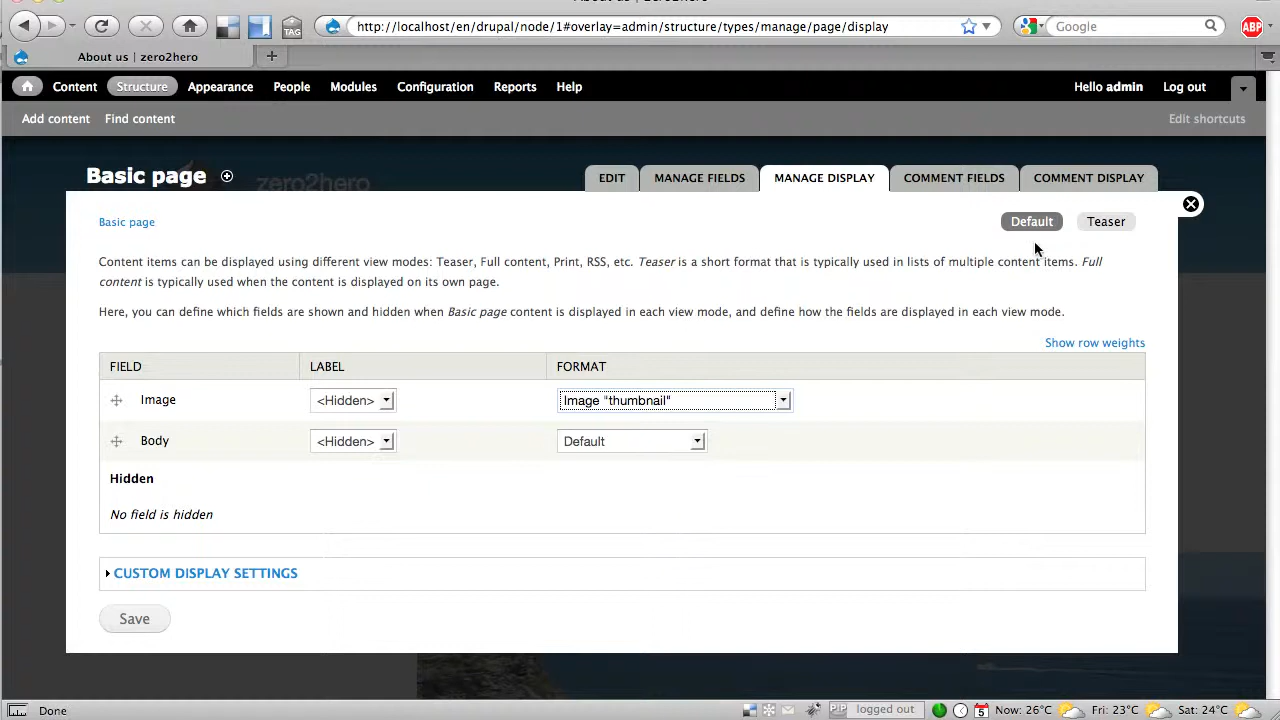 About us | zero2hero
http://localhost/en/drupal/node/1#overlay=admin/structure/types/manage/page/display
Google
ABP
TAG
About us | zero2hero
Content Structure Appearance People Modules Configuration Reports Help
Hello admin Log out
Add content Find content
Edit shortcuts
Basic page
zero2hero
EDIT MANAGE FIELDS MANAGE DISPLAY COMMENT FIELDS COMMENT DISPLAY
Basic page
Default Teaser
Content items can be displayed using different view modes: Teaser, Full content, Print, RSS, etc. Teaser is a short format that is typically used in lists of multiple content items. Full
content is typically used when the content is displayed on its own page.
Here, you can define which fields are shown and hidden when Basic page content is displayed in each view mode, and define how the fields are displayed in each view mode.
Show row weights
FIELD LABEL FORMAT
Image <Hidden> Image "thumbnail"
Body <Hidden> Default
Hidden
No field is hidden
CUSTOM DISPLAY SETTINGS
Save
Done
PIP logged out 5 Now: 26°C Fri: 23°C Sat: 24°C